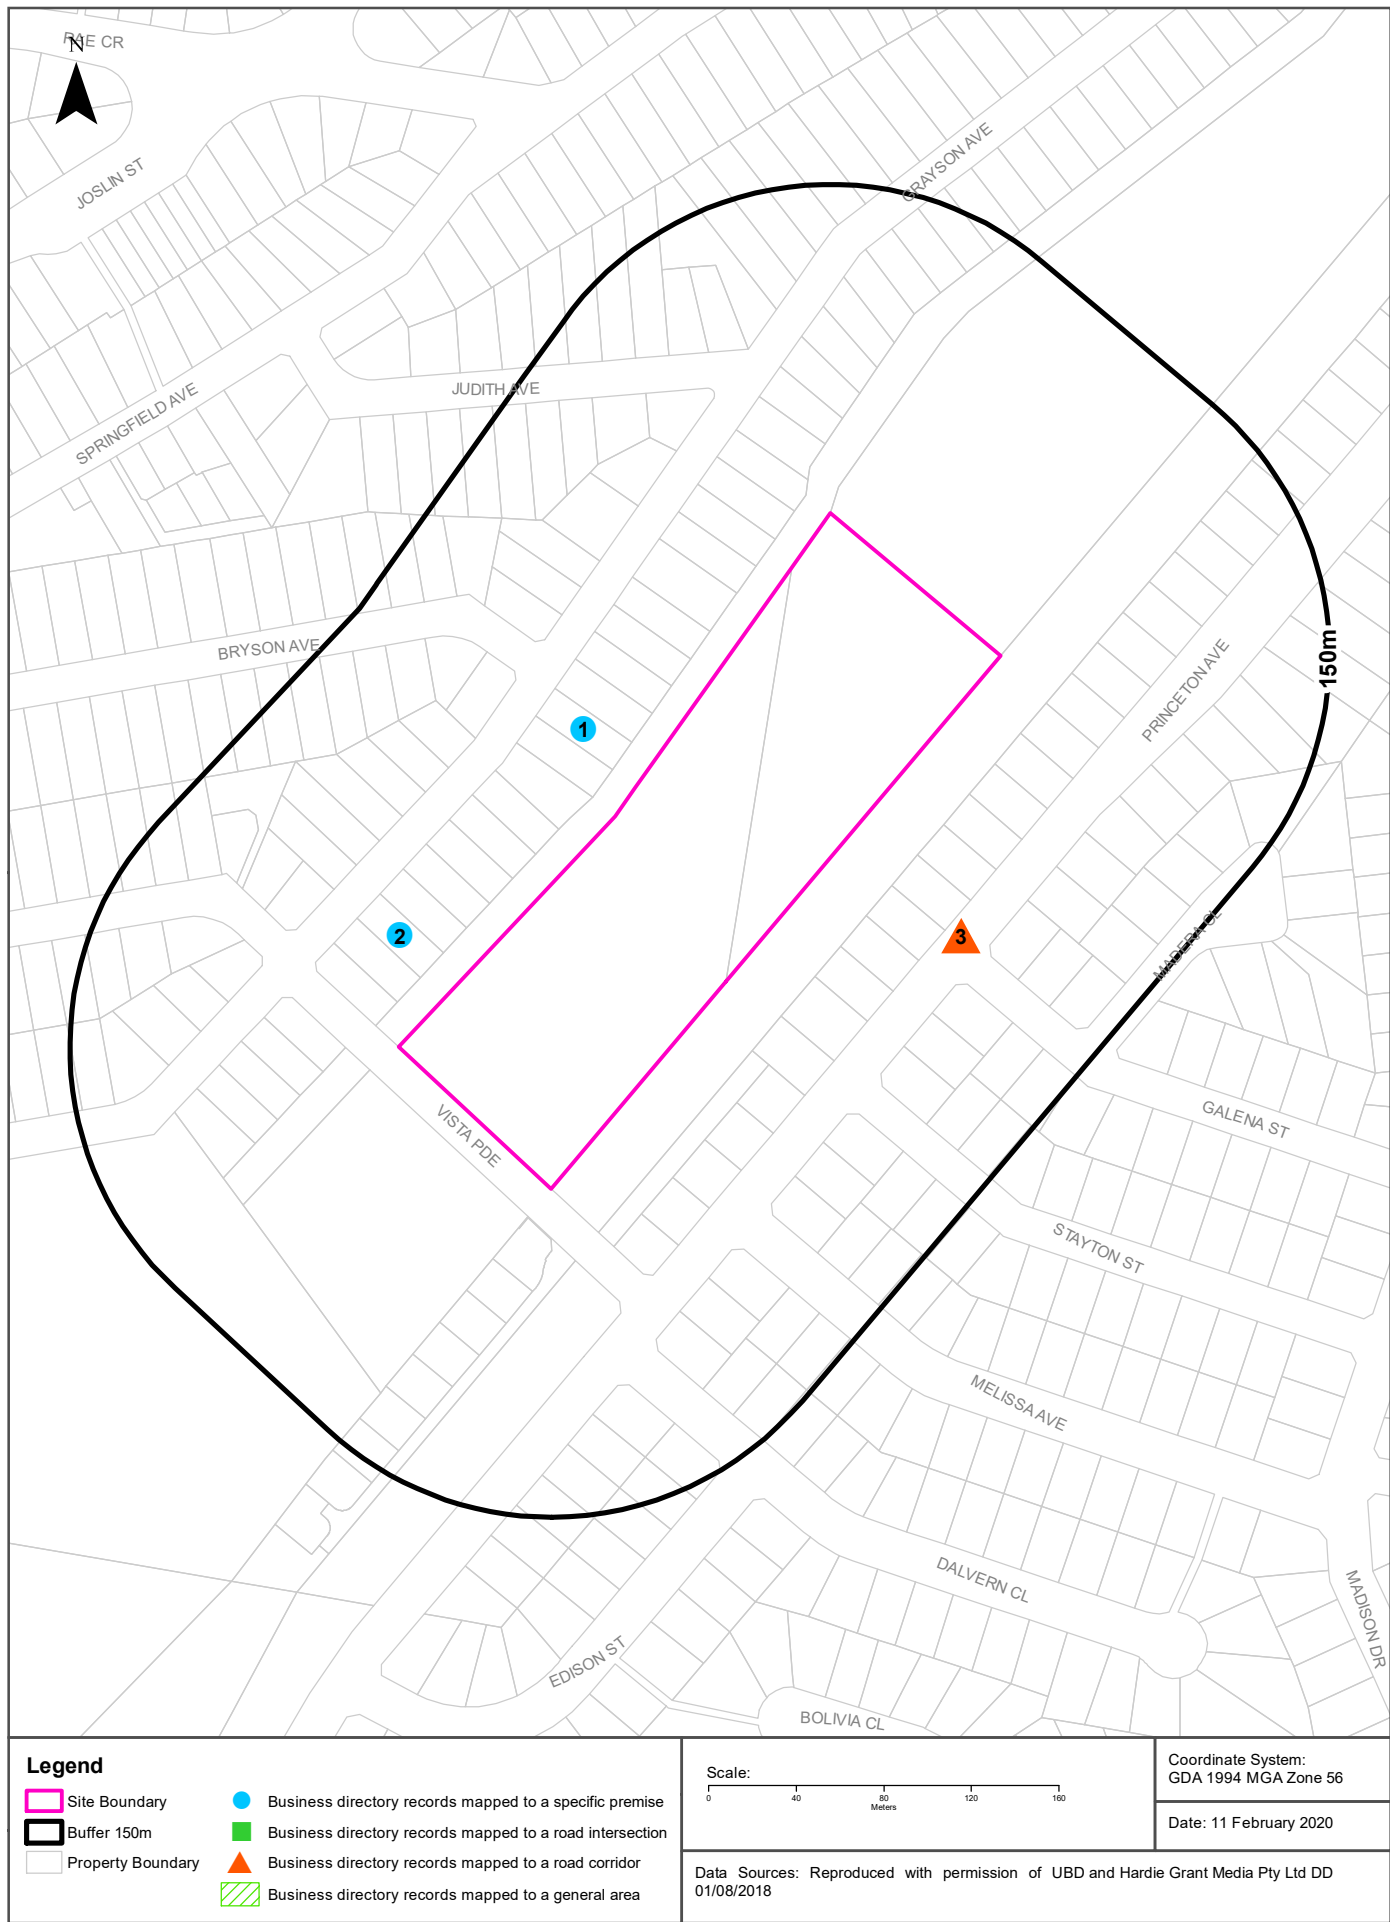 RAE CR
N
GRAYSON AVE
JOSLIN ST
JUDITH AVE
SPRINGFIELD AVE
BRYSON AVE
150m
PRINCETON AVE
1
2
3
MADERA CL
VISTA PDE
GALENA ST
STAYTON ST
MELISSA AVE
DALVERN CL
MADISON DR
EDISON ST
BOLIVIA CL
Legend
Site Boundary
Buffer 150m
Property Boundary
Business directory records mapped to a specific premise
Business directory records mapped to a road intersection
Business directory records mapped to a road corridor
Business directory records mapped to a general area
Scale:
0 40 80 120 160
Meters
Coordinate System:
GDA 1994 MGA Zone 56
Date: 11 February 2020
Data Sources: Reproduced with permission of UBD and Hardie Grant Media Pty Ltd DD
01/08/2018